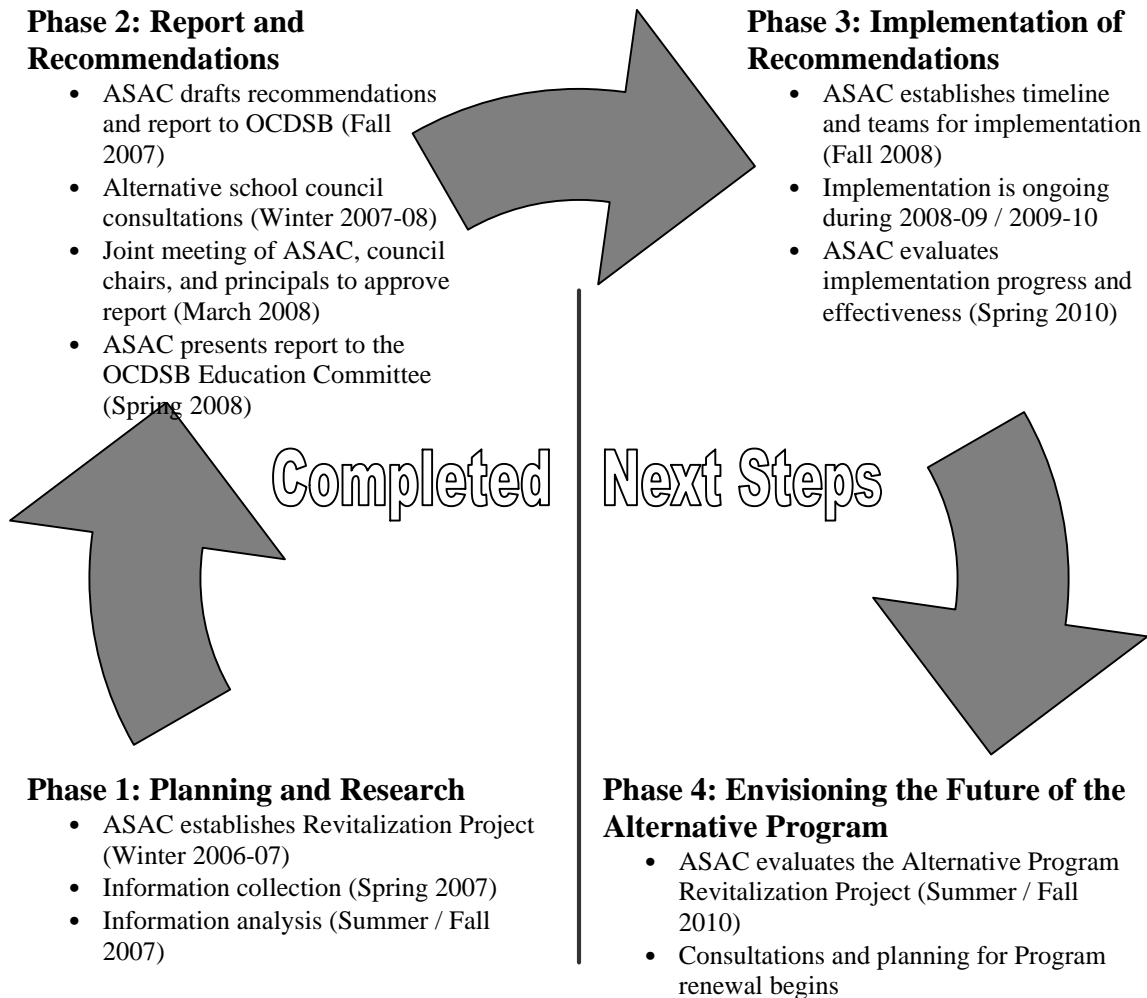 Phase 2: Report and
Recommendations
• ASAC drafts recommendations
and report to OCDSB (Fall
2007)
• Alternative school council
consultations (Winter 2007-08)
• Joint meeting of ASAC, council
chairs, and principals to approve
report (March 2008)
• ASAC presents report to the
OCDSB Education Committee
(Spring 2008)
Phase 3: Implementation of
Recommendations
• ASAC establishes timeline
and teams for implementation
(Fall 2008)
• Implementation is ongoing
during 2008-09 / 2009-10
• ASAC evaluates
implementation progress and
effectiveness (Spring 2010)
Completed
Next Steps
Phase 1: Planning and Research
• ASAC establishes Revitalization Project
(Winter 2006-07)
• Information collection (Spring 2007)
• Information analysis (Summer / Fall
2007)
Phase 4: Envisioning the Future of the
Alternative Program
• ASAC evaluates the Alternative Program
Revitalization Project (Summer / Fall
2010)
• Consultations and planning for Program
renewal begins